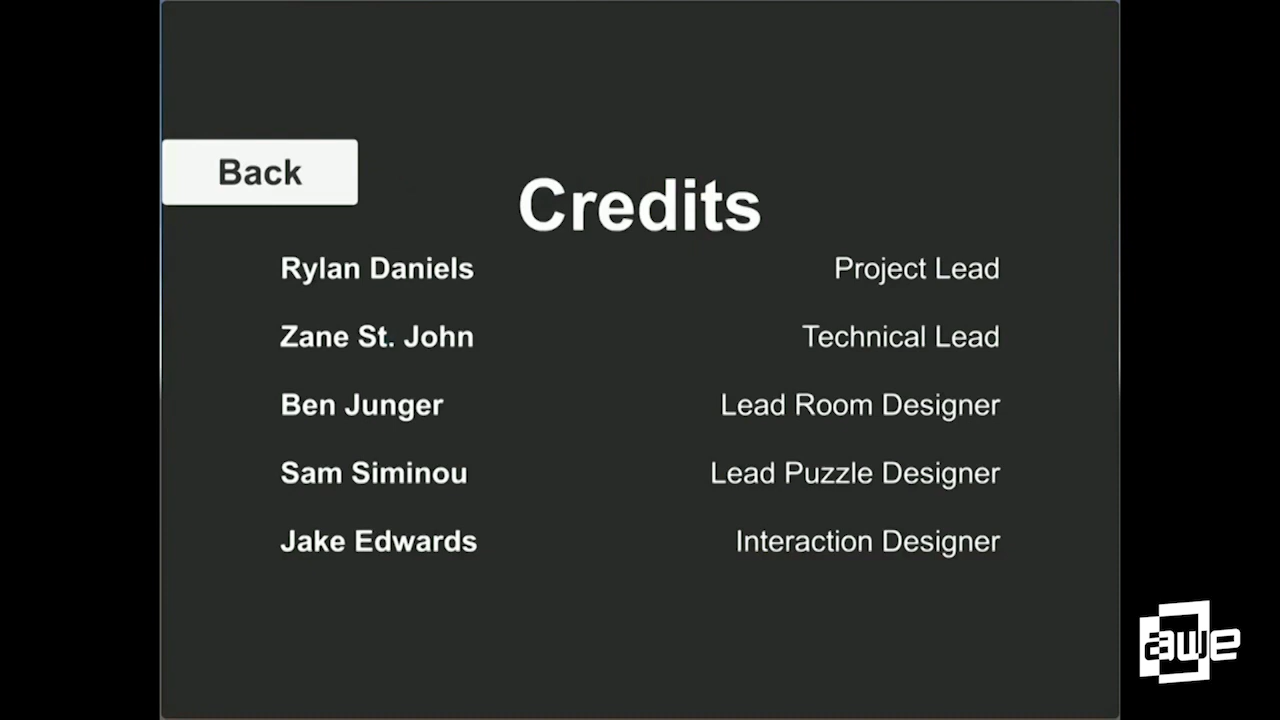 Back
Credits
Rylan Daniels Project Lead
Zane St. John Technical Lead
Ben Junger Lead Room Designer
Sam Siminou Lead Puzzle Designer
Jake Edwards Interaction Designer
awe